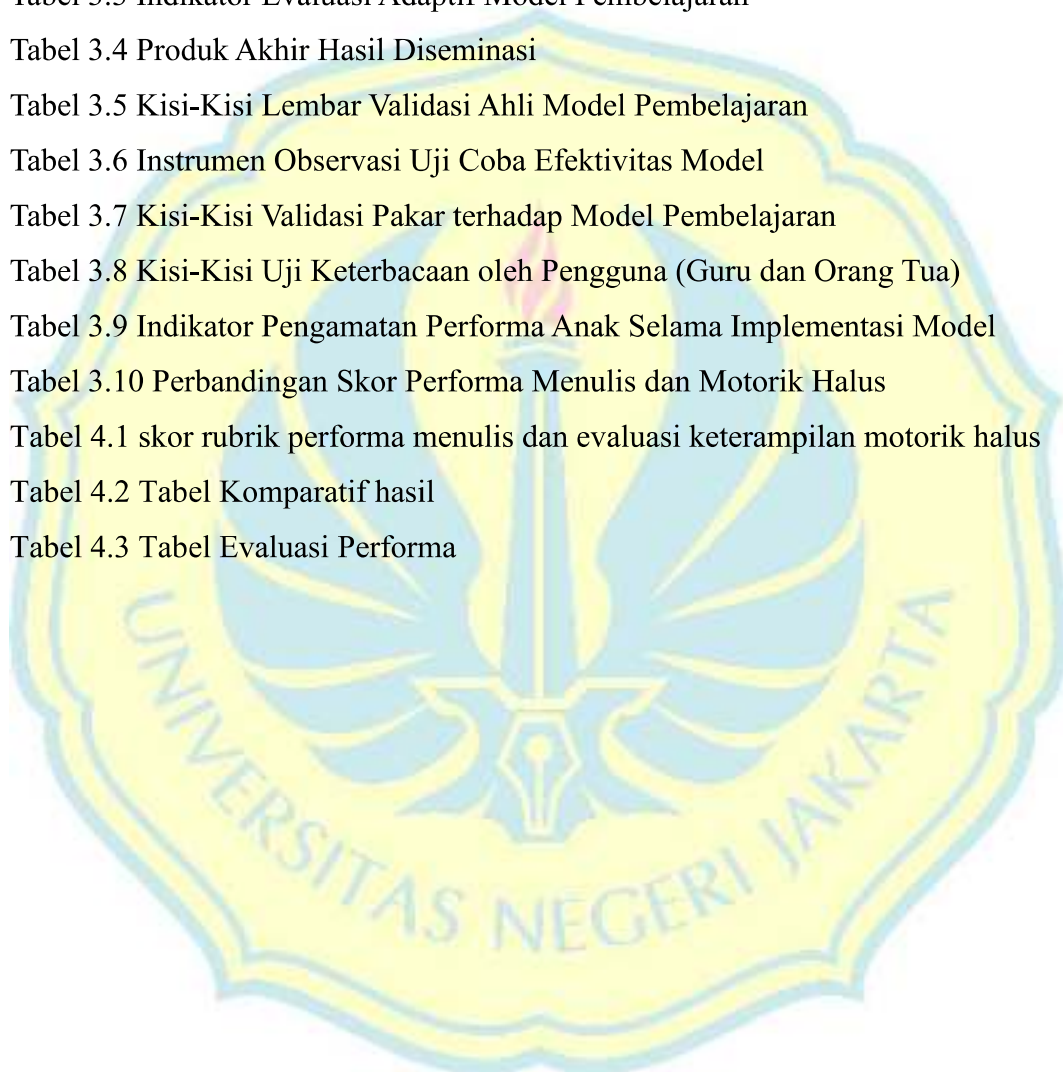 Tabel 3.3 Indikator Evaluasi Adaptif Model Pembelajaran
Tabel 3.4 Produk Akhir Hasil Diseminasi
Tabel 3.5 Kisi-Kisi Lembar Validasi Ahli Model Pembelajaran
Tabel 3.6 Instrumen Observasi Uji Coba Efektivitas Model
Tabel 3.7 Kisi-Kisi Validasi Pakar terhadap Model Pembelajaran
Tabel 3.8 Kisi-Kisi Uji Keterbacaan oleh Pengguna (Guru dan Orang Tua)
Tabel 3.9 Indikator Pengamatan Performa Anak Selama Implementasi Model
Tabel 3.10 Perbandingan Skor Performa Menulis dan Motorik Halus
Tabel 4.1 skor rubrik performa menulis dan evaluasi keterampilan motorik halus
Tabel 4.2 Tabel Komparatif hasil
Tabel 4.3 Tabel Evaluasi Performa
UNIVERSITAS NEGERI JAKARTA